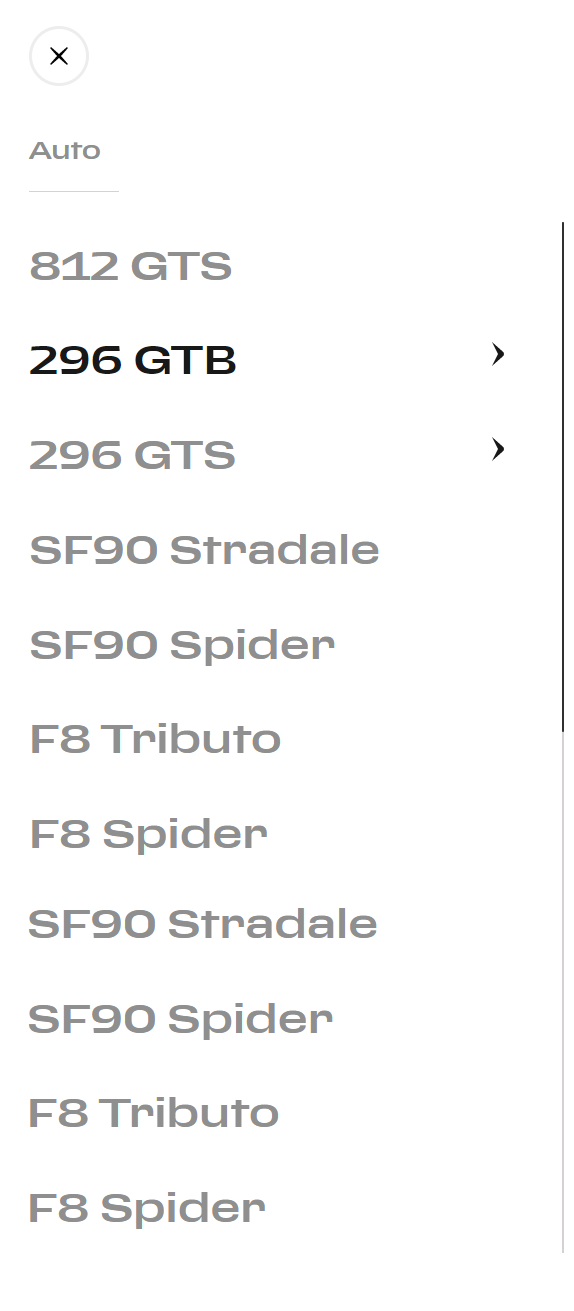 Auto
812 GTS
296 GTB
296 GTS
SF90 Stradale
SF90 Spider
F8 Tributo
F8 Spider
SF90 Stradale
SF90 Spider
F8 Tributo
F8 Spider